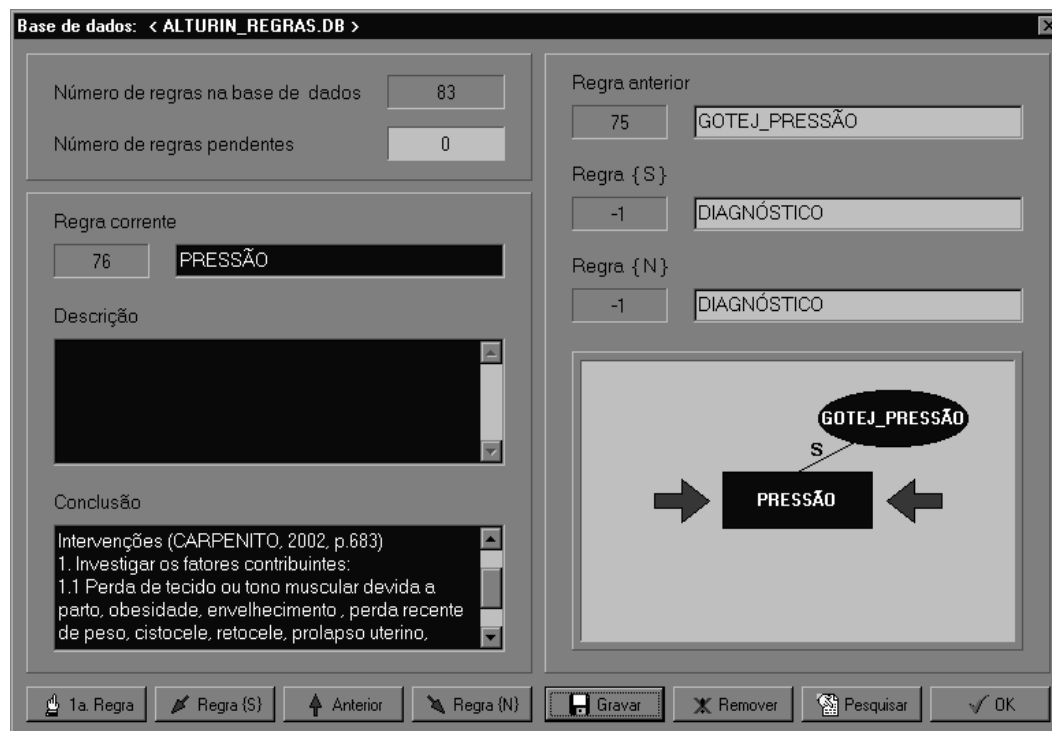 Base de dados: < ALTURIN_REGRAS.DB >
Número de regras na base de dados 83
Número de regras pendentes 0
Regra corrente
76 PRESSÃO
Descrição
Conclusão
Intervenções (CARPENITO, 2002, p.683)
1. Investigar os fatores contribuintes:
1.1 Perda de tecido ou tono muscular devida a
parto, obesidade, envelhecimento , perda recente
de peso, cistocele, retocele, prolapso uterino,
Regra anterior
75 GOTEJ_PRESSÃO
Regra {S}
-1 DIAGNÓSTICO
Regra {N}
-1 DIAGNÓSTICO
GOTEJ_PRESSÃO
S
PRESSÃO
1a. Regra Regra {S} Anterior Regra {N} Gravar Remover Pesquisar OK